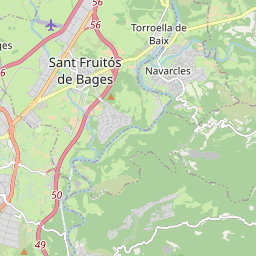 56
Torroella de
Baix
ges
56
Sant Fruitós
de Bages
Navarcles
50
49